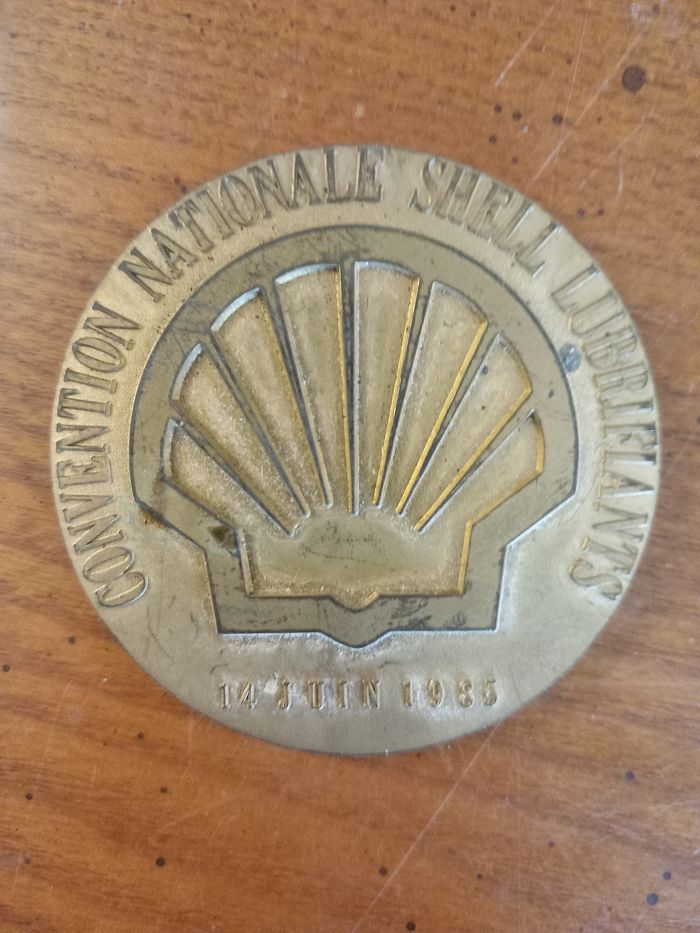 CONVENTION NATIONALE SHELL LUBRIFIANTS
14 JUIN 1985